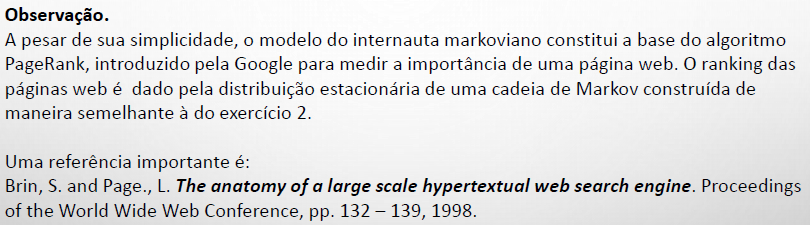 Observação.
A pesar de sua simplicidade, o modelo do internauta markoviano constitui a base do algoritmo
PageRank, introduzido pela Google para medir a importância de uma página web. O ranking das
páginas web é  dado pela distribuição estacionária de uma cadeia de Markov construída de
maneira semelhante à do exercício 2.
Uma referência importante é:
Brin, S. and Page., L. The anatomy of a large scale hypertextual web search engine. Proceedings
of the World Wide Web Conference, pp. 132 – 139, 1998.